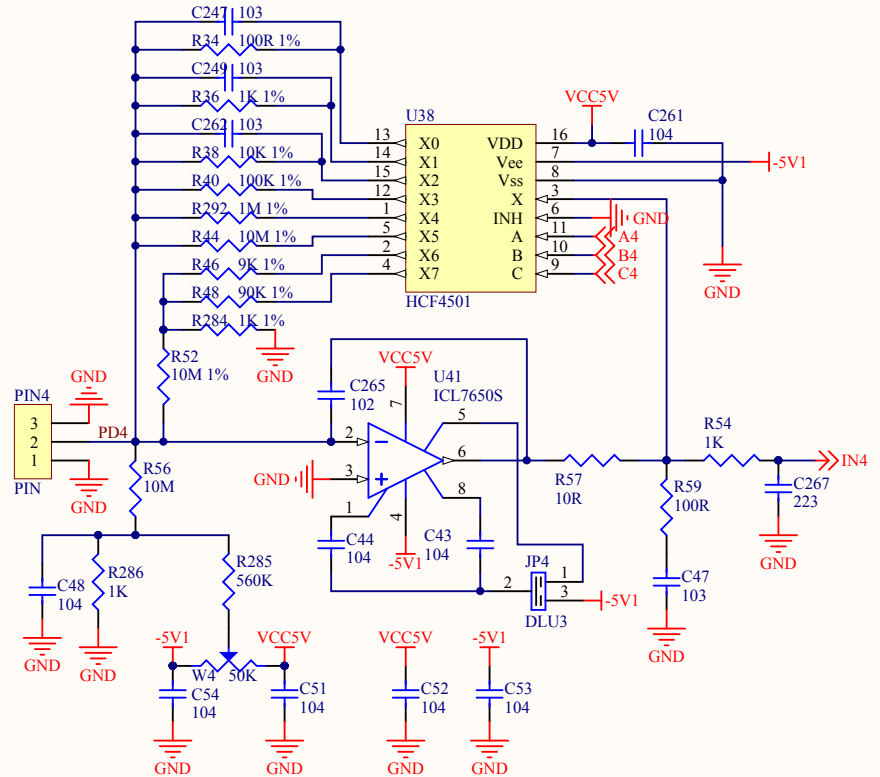 C247 103
R34 100R 1%
C249 103
R36 1K 1%
C262 103
R38 10K 1%
R40 100K 1%
R292 1M 1%
R44 10M 1%
R46 9K 1%
R48 90K 1%
R284 1K 1%
GND
R52
10M 1%
U38
13 X0 VDD 16
14 X1 Vee 7
15 X2 Vss 8
12 X3 X 3
1 X4 INH 6
5 X5 A 11
2 X6 B 10
4 X7 C 9
HCF4501
VCC5V
C261
104
-5V1
GND
A4
B4
C4
GND
PIN4
GND
3
2
1
PIN
PD4
GND
C265
102
VCC5V
U41
ICL7650S
7
5
2
6
3
GND
8
1
4
-5V1
C44
104
C43
104
R57
10R
R54
1K
IN4
C267
223
GND
R59
100R
C47
103
GND
JP4
2
1
3
-5V1
DLU3
R56
10M
C48
104
GND
R286
1K
GND
R285
560K
-5V1
VCC5V
W4 50K
C54
104
GND
C51
104
GND
VCC5V
C52
104
GND
-5V1
C53
104
GND